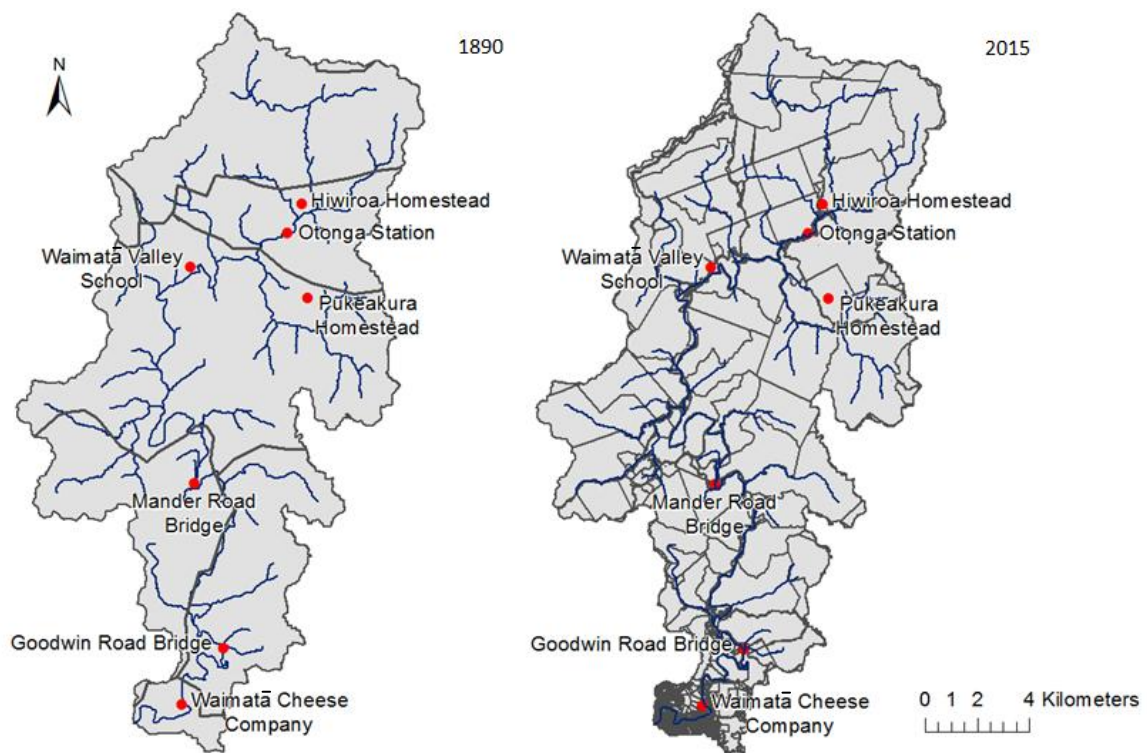 1890
N
Hiwiroa Homestead
Otonga Station
Waimatā Valley
School
Pukeakura
Homestead
Mander Road
Bridge
Goodwin Road Bridge
Waimatā Cheese
Company
2015
Hiwiroa Homestead
Otonga Station
Waimatā Valley
School
Pukeakura
Homestead
Mander Road
Bridge
Goodwin Road Bridge
Waimatā Cheese
Company
0 1 2 4 Kilometers